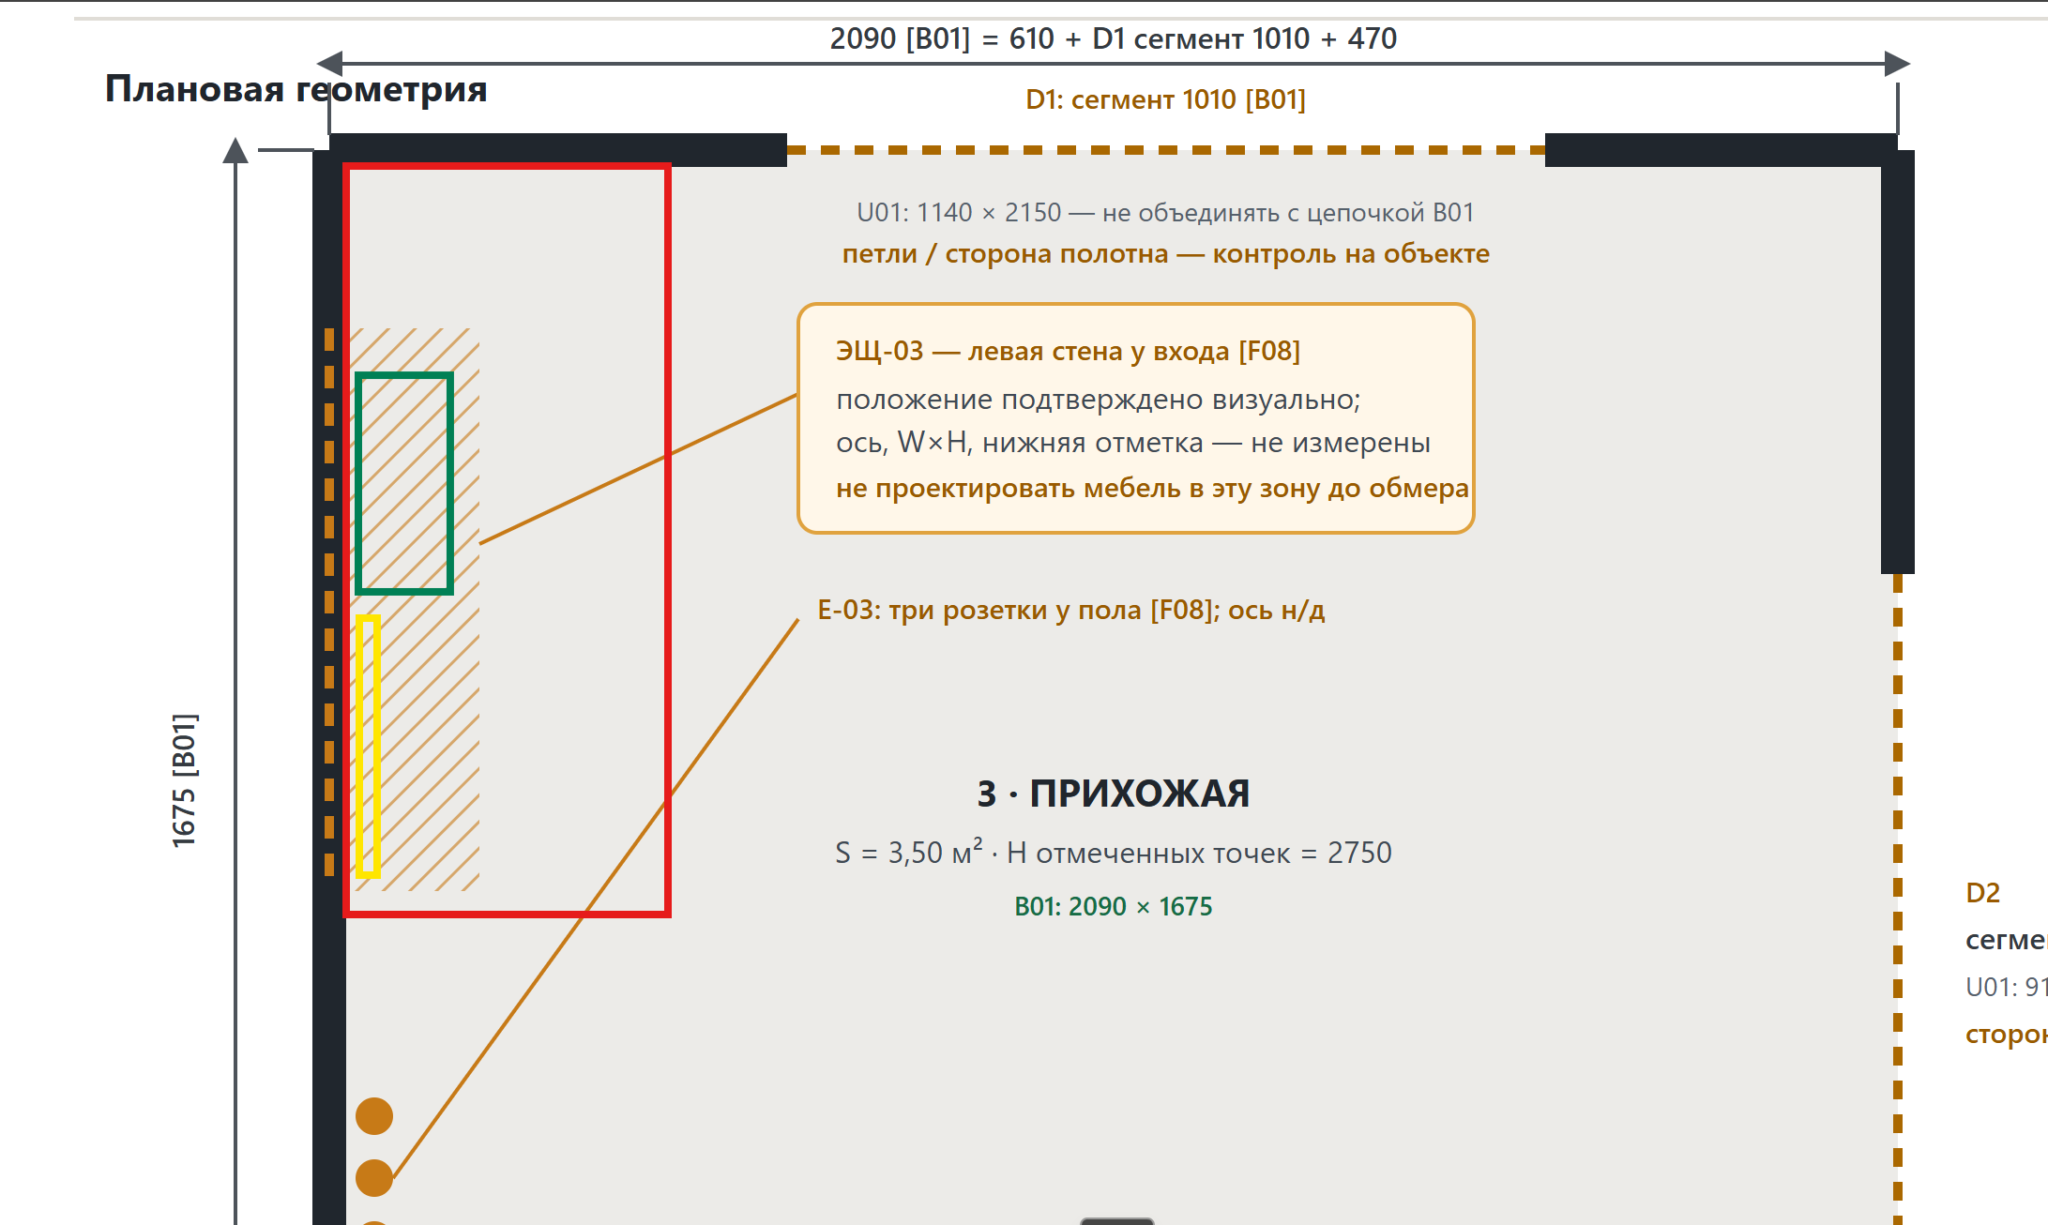 2090 [B01] = 610 + D1 сегмент 1010 + 470
Плановая геометрия
D1: сегмент 1010 [B01]
U01: 1140 × 2150 — не объединять с цепочкой B01
петли / сторона полотна — контроль на объекте
ЭЩ-03 — левая стена у входа [F08]
положение подтверждено визуально;
ось, W×H, нижняя отметка — не измерены
не проектировать мебель в эту зону до обмера
E-03: три розетки у пола [F08]; ось н/д
1675 [B01]
3 · ПРИХОЖАЯ
S = 3,50 м² · H отмеченных точек = 2750
B01: 2090 × 1675
D2
U01: